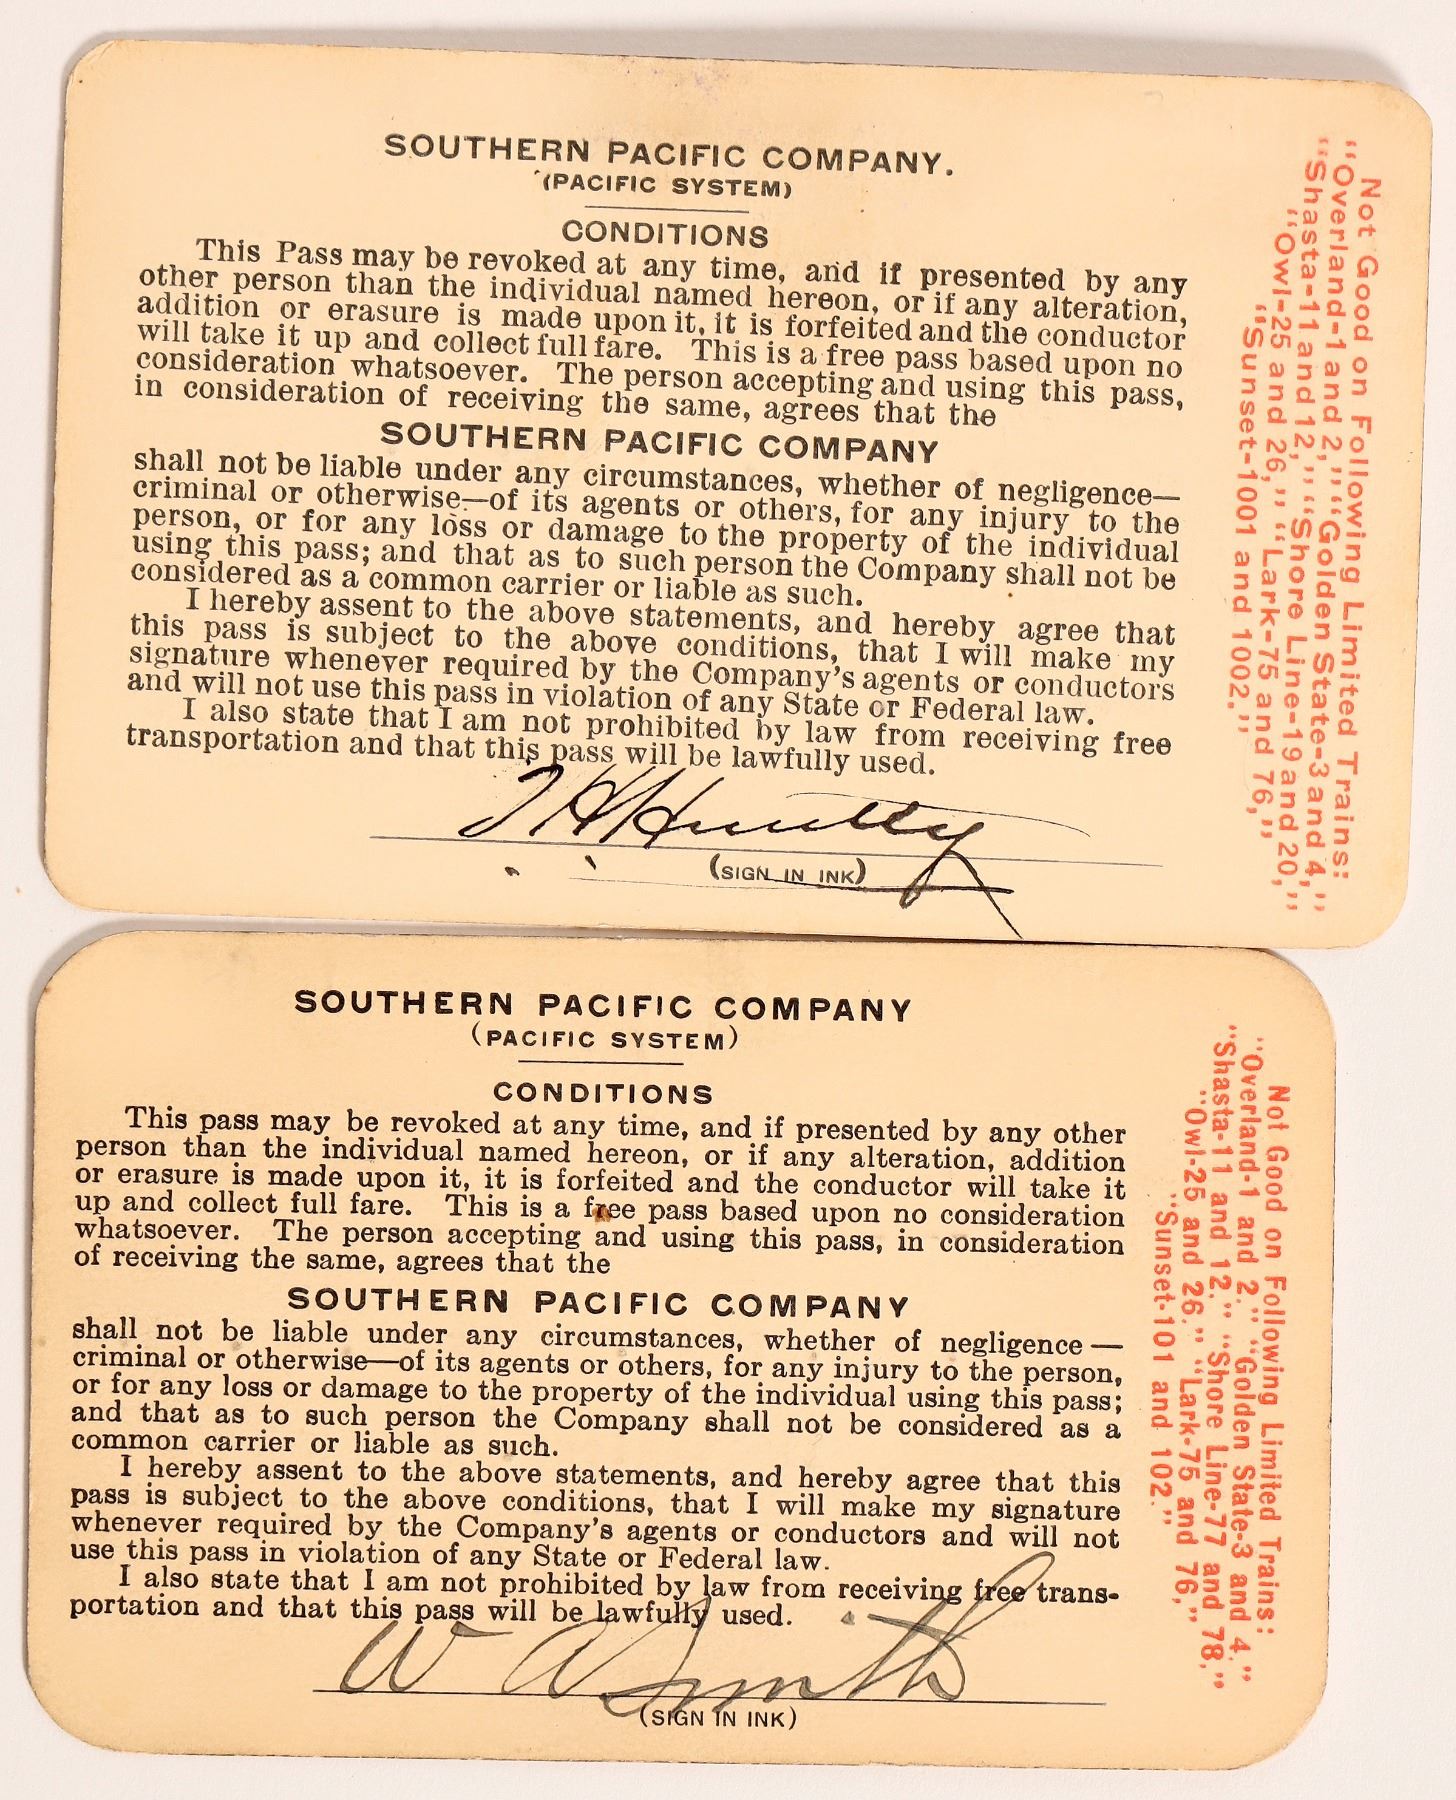 SOUTHERN PACIFIC COMPANY.
(PACIFIC SYSTEM)
CONDITIONS
This Pass may be revoked at any time, and if presented by any
other person than the individual named hereon, or if any alteration,
addition or erasure is made upon it, it is forfeited and the conductor
will take it up and collect full fare. This is a free pass based upon no
consideration whatsoever. The person accepting and using this pass,
in consideration of receiving the same, agrees that the
SOUTHERN PACIFIC COMPANY
shall not be liable under any circumstances, whether of negligence—
criminal or otherwise—of its agents or others, for any injury to the
person, or for any loss or damage to the property of the individual
using this pass; and that as to such person the Company shall not be
considered as a common carrier or liable as such.
I hereby assent to the above statements, and hereby agree that
this pass is subject to the above conditions, that I will make my
signature whenever required by the Company's agents or conductors
and will not use this pass in violation of any State or Federal law.
I also state that I am not prohibited by law from receiving free
transportation and that this pass will be lawfully used.
(SIGN IN INK)
Not Good on Following Limited Trains:
"Overland-1 and 2," "Golden State-3 and 4,"
"Shasta-11 and 12," "Shore Line-19 and 20,"
"Owl-25 and 26," "Lark-75 and 76,"
"Sunset-1001 and 1002."
SOUTHERN PACIFIC COMPANY
(PACIFIC SYSTEM)
CONDITIONS
This pass may be revoked at any time, and if presented by any other
person than the individual named hereon, or if any alteration, addition
or erasure is made upon it, it is forfeited and the conductor will take it
up and collect full fare. This is a free pass based upon no consideration
whatsoever. The person accepting and using this pass, in consideration
of receiving the same, agrees that the
SOUTHERN PACIFIC COMPANY
shall not be liable under any circumstances, whether of negligence—
criminal or otherwise—of its agents or others, for any injury to the person,
or for any loss or damage to the property of the individual using this pass;
and that as to such person the Company shall not be considered as a
common carrier or liable as such.
I hereby assent to the above statements, and hereby agree that this
pass is subject to the above conditions, that I will make my signature
whenever required by the Company's agents or conductors and will not
use this pass in violation of any State or Federal law.
I also state that I am not prohibited by law from receiving free trans-
portation and that this pass will be lawfully used.
W A Smith
(SIGN IN INK)
Not Good on Following Limited Trains:
"Overland-1 and 2." "Golden State-3 and 4."
"Shasta-11 and 12." "Shore Line-77 and 78,"
"Owl-25 and 26." "Lark-75 and 76,"
"Sunset-101 and 102."